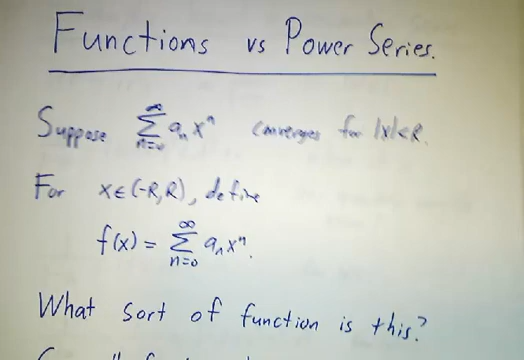 Functions vs Power Series.
Suppose ∑_{n=0}^{∞} a_n x^n converges for |x|<R.
For x∈(-R,R), define
f(x) = ∑_{n=0}^{∞} a_n x^n.
What sort of function is this?